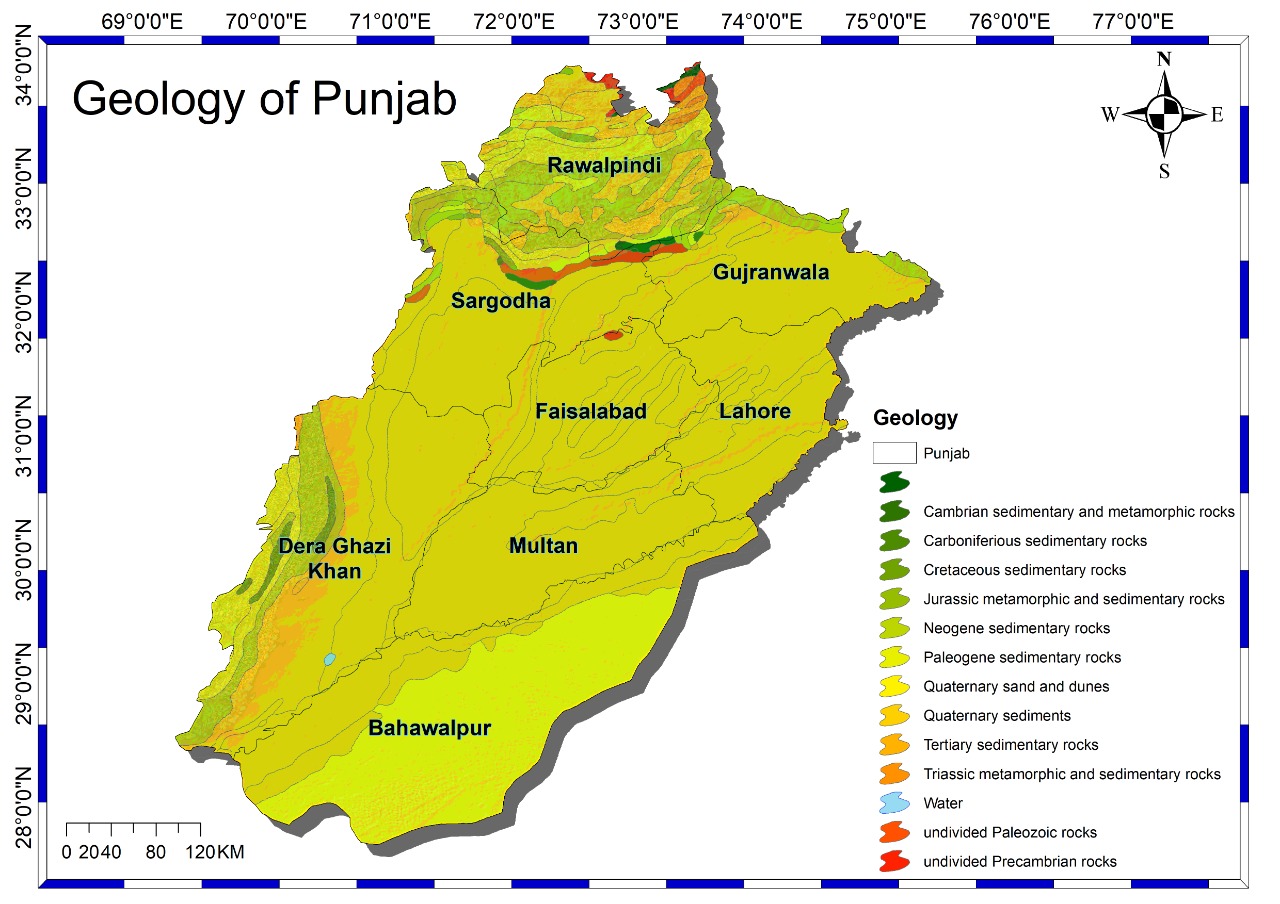 69°0'0"E 70°0'0"E 71°0'0"E 72°0'0"E 73°0'0"E 74°0'0"E 75°0'0"E 76°0'0"E 77°0'0"E
34°0'0"N
33°0'0"N
32°0'0"N
31°0'0"N
30°0'0"N
29°0'0"N
28°0'0"N
Geology of Punjab
N
W E
S
Rawalpindi
Gujranwala
Sargodha
Faisalabad
Lahore
Dera Ghazi
Khan
Multan
Bahawalpur
Geology
Punjab
Cambrian sedimentary and metamorphic rocks
Carboniferious sedimentary rocks
Cretaceous sedimentary rocks
Jurassic metamorphic and sedimentary rocks
Neogene sedimentary rocks
Paleogene sedimentary rocks
Quaternary sand and dunes
Quaternary sediments
Tertiary sedimentary rocks
Triassic metamorphic and sedimentary rocks
Water
undivided Paleozoic rocks
undivided Precambrian rocks
0 20 40 80 120 KM